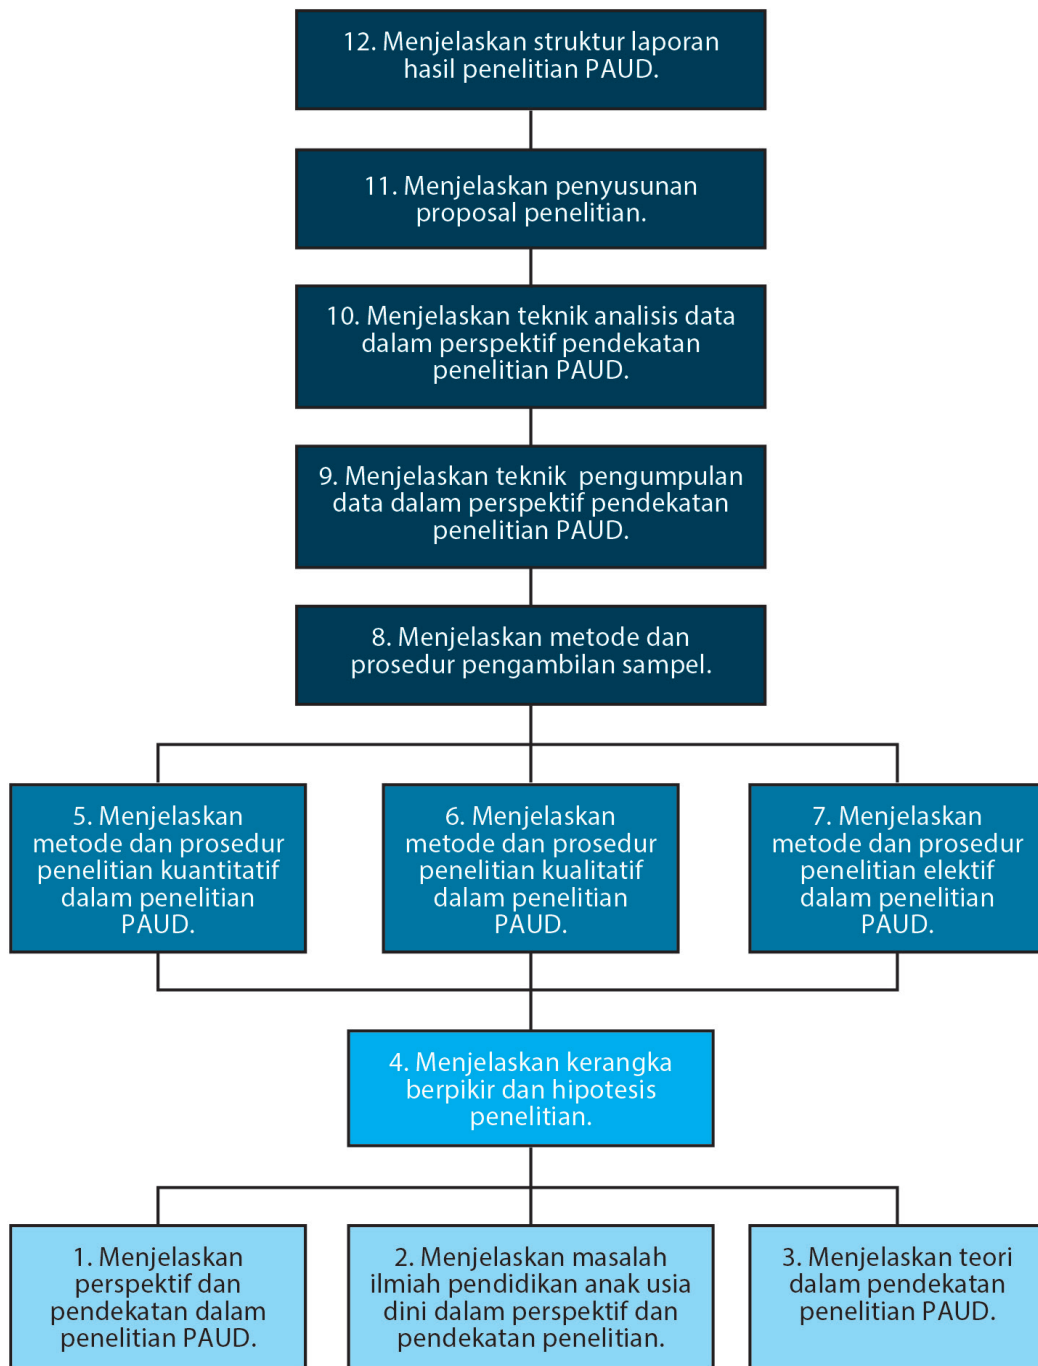 12. Menjelaskan struktur laporan
hasil penelitian PAUD.
11. Menjelaskan penyusunan
proposal penelitian.
10. Menjelaskan teknik analisis data
dalam perspektif pendekatan
penelitian PAUD.
9. Menjelaskan teknik pengumpulan
data dalam perspektif pendekatan
penelitian PAUD.
8. Menjelaskan metode dan
prosedur pengambilan sampel.
5. Menjelaskan
metode dan prosedur
penelitian kuantitatif
dalam penelitian
PAUD.
6. Menjelaskan
metode dan prosedur
penelitian kualitatif
dalam penelitian
PAUD.
7. Menjelaskan
metode dan prosedur
penelitian elektif
dalam penelitian
PAUD.
4. Menjelaskan kerangka
berpikir dan hipotesis
penelitian.
1. Menjelaskan
perspektif dan
pendekatan dalam
penelitian PAUD.
2. Menjelaskan masalah
ilmiah pendidikan anak usia
dini dalam perspektif dan
pendekatan penelitian.
3. Menjelaskan teori
dalam pendekatan
penelitian PAUD.